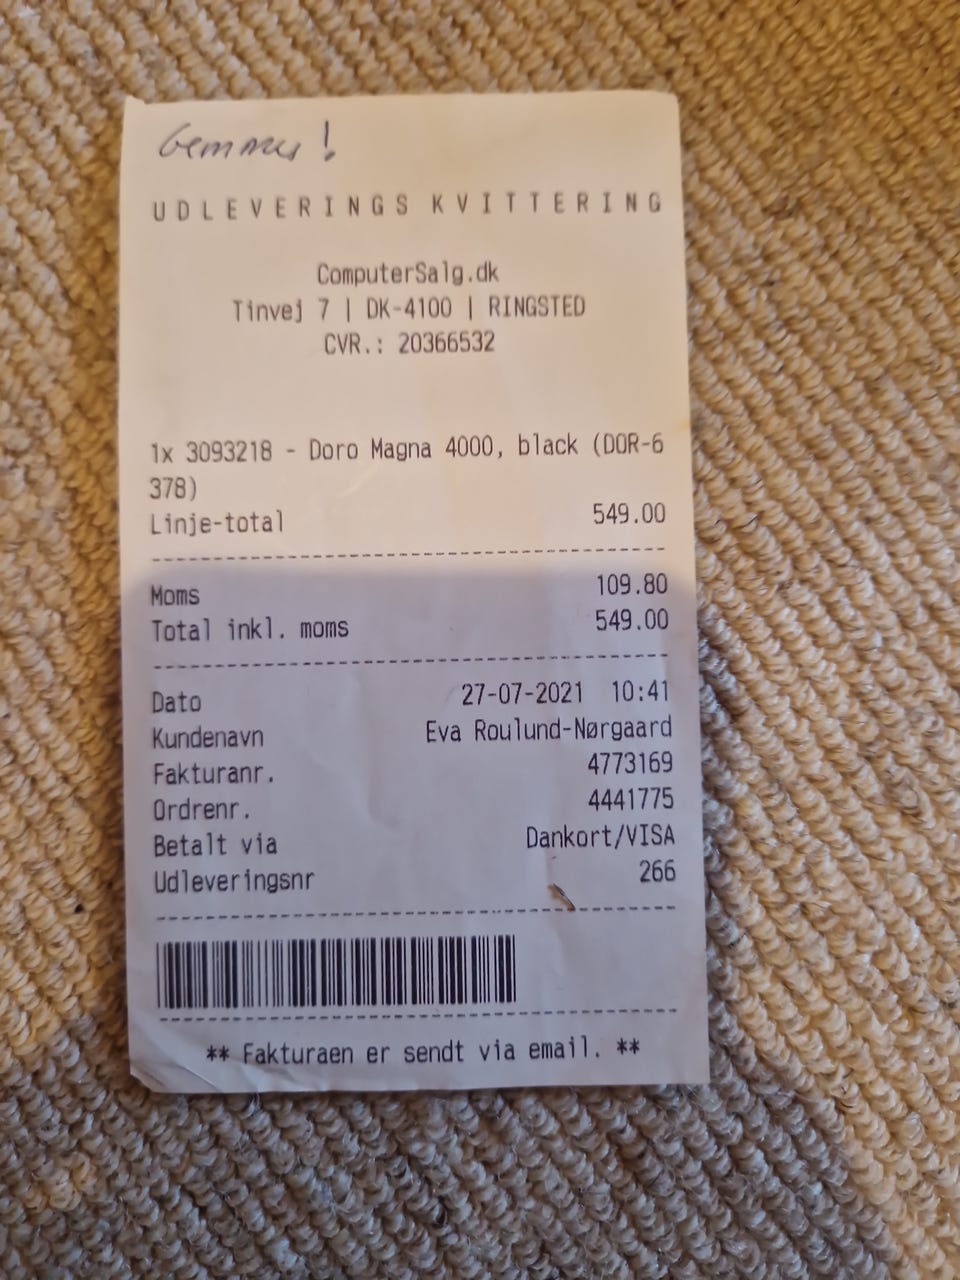 Gemmes!
UDLEVERINGS KVITTERING
ComputerSalg.dk
Tinvej 7 | DK-4100 | RINGSTED
CVR.: 20366532
1x 3093218 - Doro Magna 4000, black (DOR-6
378)
Linje-total 549.00
Moms 109.80
Total inkl. moms 549.00
Dato 27-07-2021 10:41
Kundenavn Eva Roulund-Nørgaard
Fakturanr. 4773169
Ordrenr. 4441775
Betalt via Dankort/VISA
Udleveringsnr 266
** Fakturaen er sendt via email. **